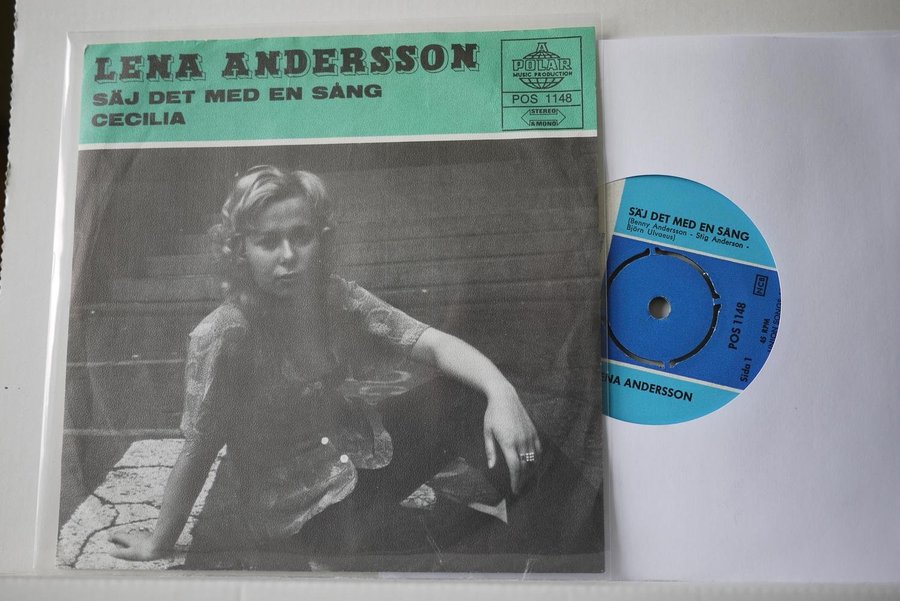 LENA ANDERSSON
SÄJ DET MED EN SÅNG
CECILIA
A
POLAR
MUSIC PRODUCTION
POS 1148
STEREO
& MONO
SÄJ DET MED EN SÅNG
(Benny Andersson - Stig Anderson -
Björn Ulvaeus)
NCB
POS 1148
45 RPM
Sida 1
ENA ANDERSSON